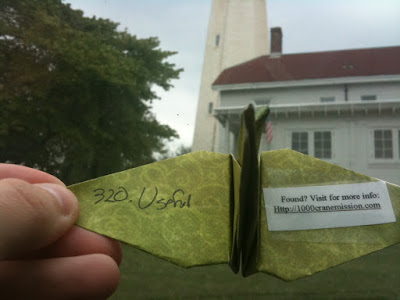 320. Useful
Found? Visit for more info:
Http://1000cranemission.com